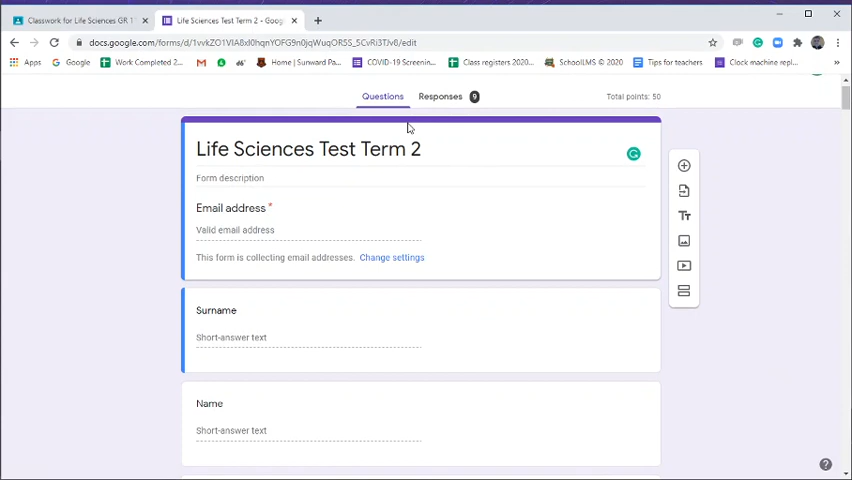 Classwork for Life Sciences GR 1
Life Sciences Test Term 2 - Goog
docs.google.com/forms/d/1vvkZO1VIA8xl0hqnYOFG9n0jqWuqORSS_5CvRi3TJv8/edit
Apps
Google
Work Completed 2...
Home | Sunward Pa...
COVID-19 Screenin...
Class registers 2020...
SchoolLMS @ 2020
Tips for teachers
Clock machine repl...
Questions
Responses 9
Total points: 50
Life Sciences Test Term 2
Form description
Email address *
Valid email address
This form is collecting email addresses. Change settings
Surname
Short-answer text
Name
Short-answer text